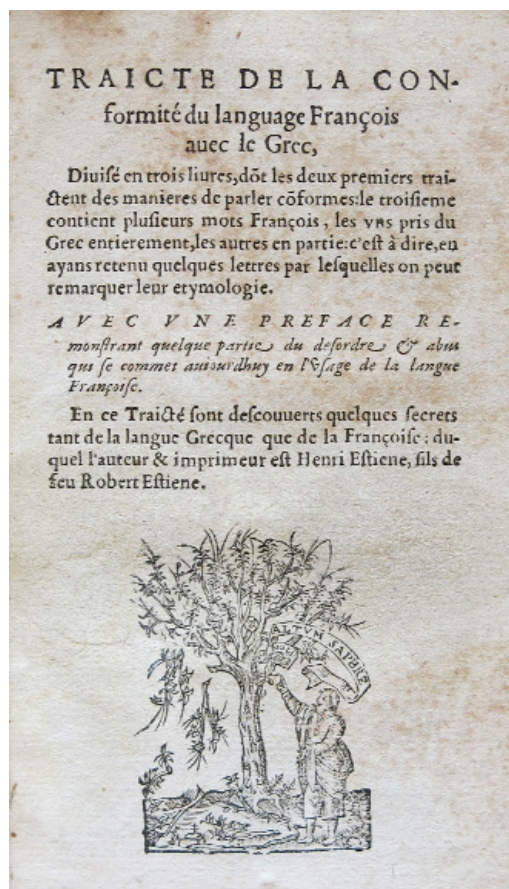 TRAICTE DE LA CON-
formité du language François
auec le Grec,
Diuisé en trois liures, dõt les deux premiers trai-
ctent des manieres de parler cõformes: le troisieme
contient plusieurs mots François, les vns pris du
Grec entierement, les autres en partie: c'est à dire, en
ayans retenu quelques lettres par lesquelles on peut
remarquer leur etymologie.
AVEC VNE PREFACE RE-
monstrant quelque partie du desordre & abus
qui se commet auiourdhuy en l'vsage de la langue
Françoise.
En ce Traicté sont descouuerts quelques secrets
tant de la langue Grecque que de la Françoise: du-
quel l'auteur & imprimeur est Henri Estiene, fils de
feu Robert Estiene.
ALTVM SAPERE